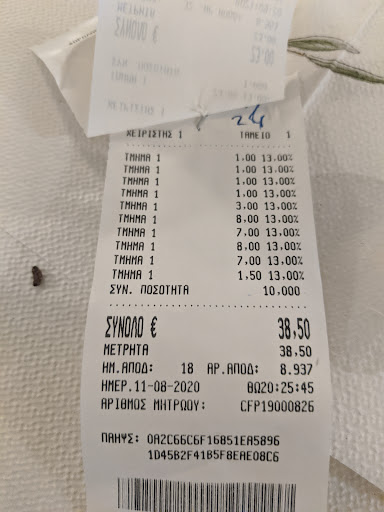 ΣΥΝΟΛΟ €
24
ΧΕΙΡΙΣΤΗΣ 1 ΤΑΜΕΙΟ 1
ΤΜΗΜΑ 1 1.00 13.00%
ΤΜΗΜΑ 1 1.00 13.00%
ΤΜΗΜΑ 1 1.00 13.00%
ΤΜΗΜΑ 1 1.00 13.00%
ΤΜΗΜΑ 1 3.00 13.00%
ΤΜΗΜΑ 1 8.00 13.00%
ΤΜΗΜΑ 1 7.00 13.00%
ΤΜΗΜΑ 1 8.00 13.00%
ΤΜΗΜΑ 1 7.00 13.00%
ΤΜΗΜΑ 1 1,50 13.00%
ΣΥΝ. ΠΟΣΟΤΗΤΑ 10,000
ΣΥΝΟΛΟ € 38,50
ΜΕΤΡΗΤΑ 38,50
ΗΜ.ΑΠΟΔ: 18 ΑΡ.ΑΠΟΔ: 8.937
ΗΜΕΡ.11-08-2020 ΒΩ20:25:45
ΑΡΙΘΜΟΣ ΜΗΤΡΩΟΥ: CFP19000826
ΠΑΗΨΣ: 0A2C66C6F16851EA5896
1D45B2F41B5F8EAE08C6